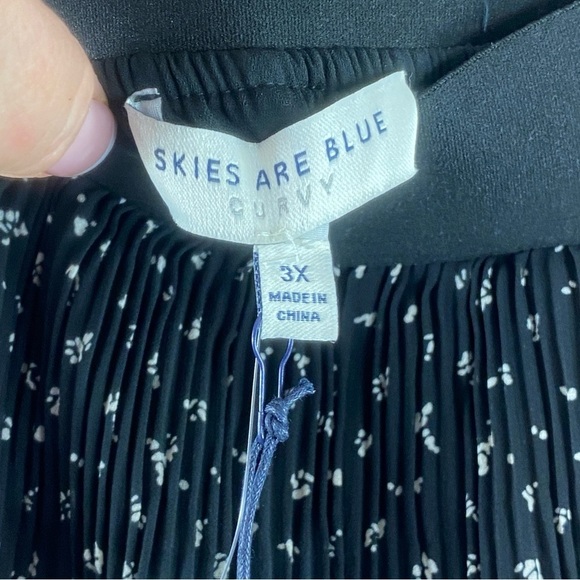 SKIES ARE BLUE
CURVY
3X
MADE IN
CHINA